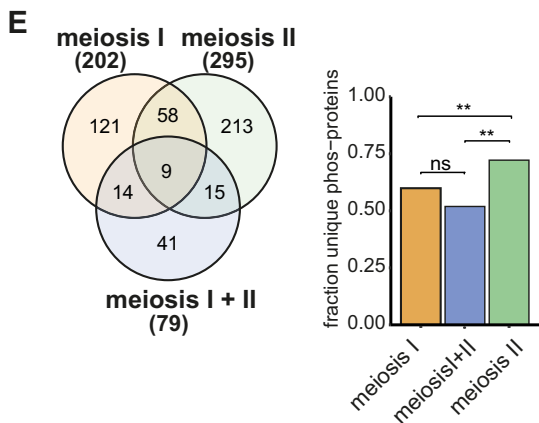 E
meiosis I
(202)
meiosis II
(295)
121
58
213
9
14
15
41
meiosis I + II
(79)
fraction unique phos-proteins
1.00
0.75
0.50
0.25
0.00
**
**
ns
meiosis I
meiosisI+II
meiosis II